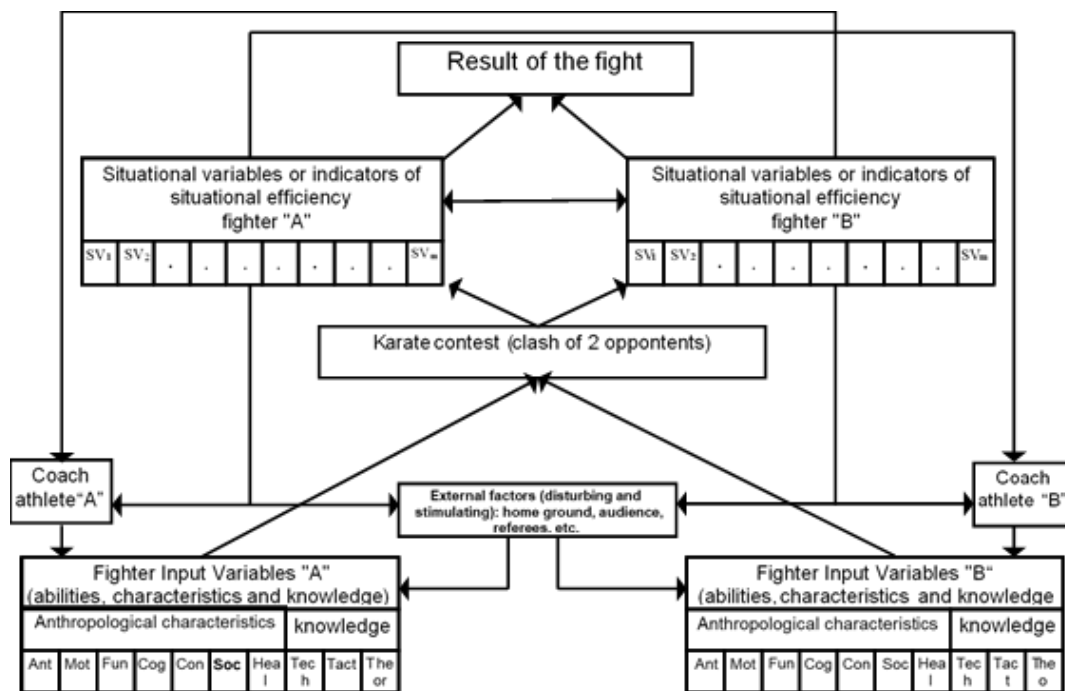 Result of the fight
Situational variables or indicators of
situational efficiency
fighter "A"
SV1 SV2 . . . . . . . SVm
Situational variables or indicators of
situational efficiency
fighter "B"
SV1 SV2 . . . . . . . SVm
Karate contest (clash of 2 oppontents)
Coach
athlete"A"
External factors (disturbing and
stimulating): home ground, audience,
referees. etc.
Coach
athlete "B"
Fighter Input Variables "A"
(abilities, characteristics and knowledge)
Anthropological characteristics knowledge
Ant Mot Fun Cog Con Soc Hea Tec Tact The
l h or
Fighter Input Variables "B"
(abilities, characteristics and knowledge
Anthropological characteristics knowledge
Ant Mot Fun Cog Con Soc Hea Tec Tac The
l h t o